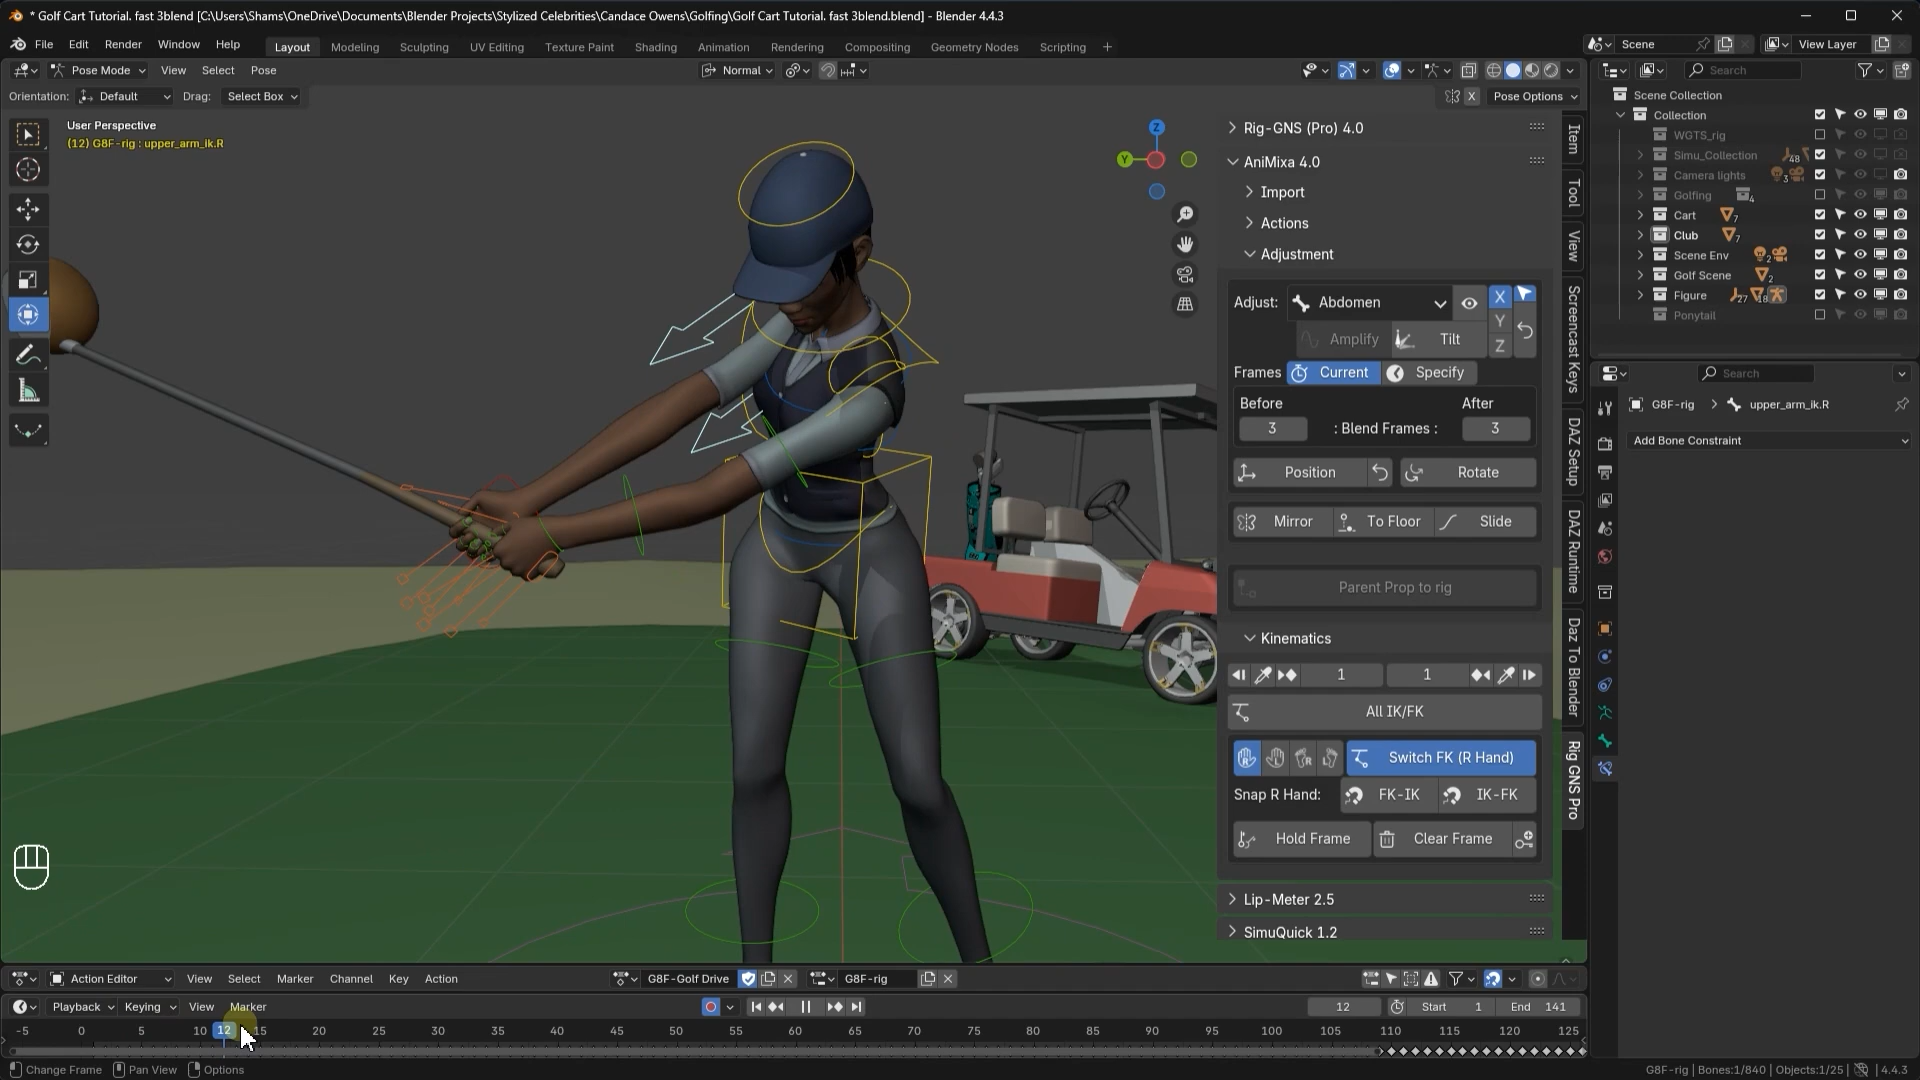 * Golf Cart Tutorial. fast 3blend [C:\Users\Shams\OneDrive\Documents\Blender Projects\Stylized Celebrities\Candace Owens\Golfing\Golf Cart Tutorial. fast 3blend.blend] - Blender 4.4.3
File Edit Render Window Help Layout Modeling Sculpting UV Editing Texture Paint Shading Animation Rendering Compositing Geometry Nodes Scripting + Scene View Layer
Pose Mode View Select Pose Normal Search
Orientation: Default Drag: Select Box X Pose Options
User Perspective
(12) G8F-rig : upper_arm_ik.R
Z
Y
Rig-GNS (Pro) 4.0
AniMixa 4.0
Import
Actions
Adjustment
Adjust: Abdomen X
Amplify Tilt Y
Z
Frames Current Specify
Before After
3 : Blend Frames : 3
Position Rotate
Mirror To Floor Slide
Parent Prop to rig
Kinematics
1 1
All IK/FK
Switch FK (R Hand)
Snap R Hand: FK-IK IK-FK
Hold Frame Clear Frame
Lip-Meter 2.5
SimuQuick 1.2
Item
Tool
View
Screencast Keys
DAZ Setup
DAZ Runtime
Daz To Blender
Rig GNS Pro
Scene Collection
Collection
WGTS_rig
Simu_Collection 48
Camera lights 3
Golfing 4
Cart 7
Club 7
Scene Env 2
Golf Scene 2
Figure 27 18
Ponytail
Search
G8F-rig > upper_arm_ik.R
Add Bone Constraint
Action Editor View Select Marker Channel Key Action G8F-Golf Drive G8F-rig
Playback Keying View Marker 12 Start 1 End 141
-5 0 5 10 12 15 20 25 30 35 40 45 50 55 60 65 70 75 80 85 90 95 100 105 110 115 120 125
Change Frame Pan View Options G8F-rig | Bones:1/840 | Objects:1/25 | 4.4.3